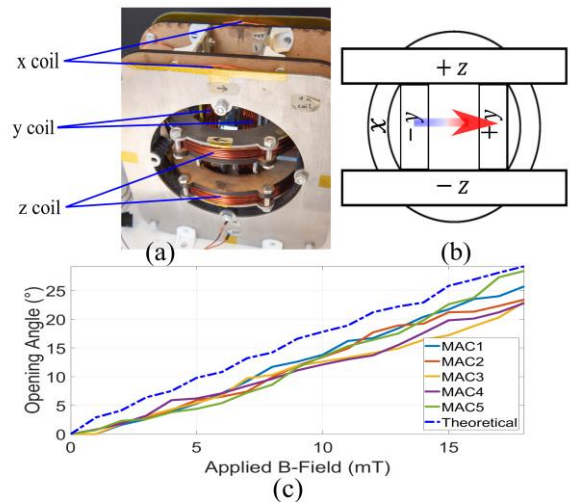 x coil
y coil
z coil
(a)
+ z
x
- y
+ y
- z
(b)
Opening Angle (°)
25
20
15
10
5
0
0
5
10
15
Applied B-Field (mT)
MAC1
MAC2
MAC3
MAC4
MAC5
Theoretical
(c)